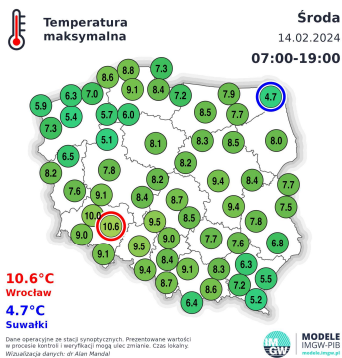 Temperatura
maksymalna
Środa
14.02.2024
07:00-19:00
8.6 8.8 7.3
6.3 7.0 9.1 8.4 7.2 7.9 4.7
5.9 5.4 5.7 6.0 8.5 7.7
7.3 5.1 8.1 8.3 8.5 8.0
6.5 8.2
8.2 7.8 9.4 8.4 7.7
7.6 9.1 8.4 8.7 9.4 7.5
10.0 10.6 9.5 8.5 7.8
9.0 9.5 9.0 7.7 7.6 6.8
9.1 9.4 8.4 9.1 8.3 6.3 5.5
8.7 8.6 7.2
6.4 5.2
10.6°C
Wrocław
4.7°C
Suwałki
Dane operacyjne ze stacji synoptycznych. Prezentowane wartości
w procesie kontroli i weryfikacji mogą ulec zmianie. Czas lokalny.
Wizualizacja danych: dr Alan Mandal
IM
GW
MODELE
IMGW-PIB
modele.imgw.pl